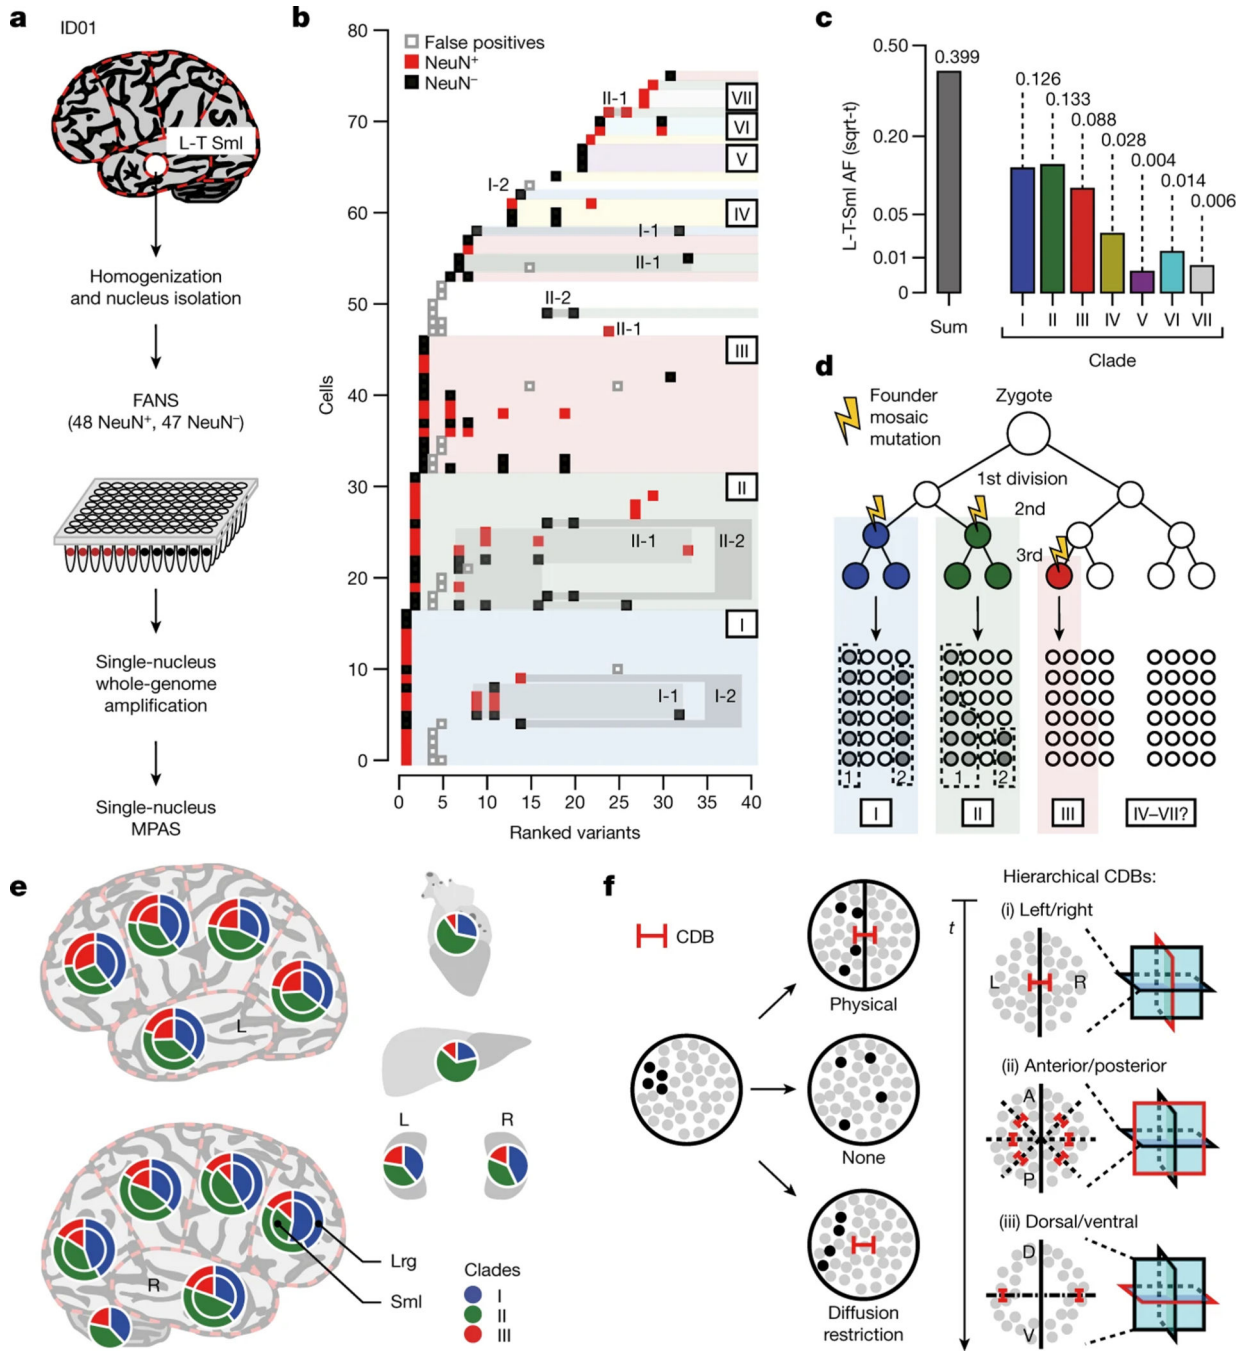 a
ID01
L-T Sml
Homogenization
and nucleus isolation
FANS
(48 NeuN⁺, 47 NeuN⁻)
Single-nucleus
whole-genome
amplification
Single-nucleus
MPAS
b
80
70
60
50
40
30
20
10
0
Cells
False positives
NeuN⁺
NeuN⁻
II-1
VII
VI
V
I-2
IV
I-1
II-1
II-2
II-1
III
II
II-1
II-2
I
I-1
I-2
0 5 10 15 20 25 30 35 40
Ranked variants
c
L-T-Sml AF (sqrt-t)
0.50
0.20
0.05
0.01
0
0.399
0.126
0.133
0.088
0.028
0.004
0.014
0.006
Sum
I II III IV V VI VII
Clade
d
Founder
mosaic
mutation
Zygote
1st division
2nd
3rd
1 2 1 2
I II III IV–VII?
e
L
R
L R
Lrg
Sml
Clades
I
II
III
f
CDB
Physical
None
Diffusion
restriction
t
Hierarchical CDBs:
(i) Left/right
L R
(ii) Anterior/posterior
A
P
(iii) Dorsal/ventral
D
V